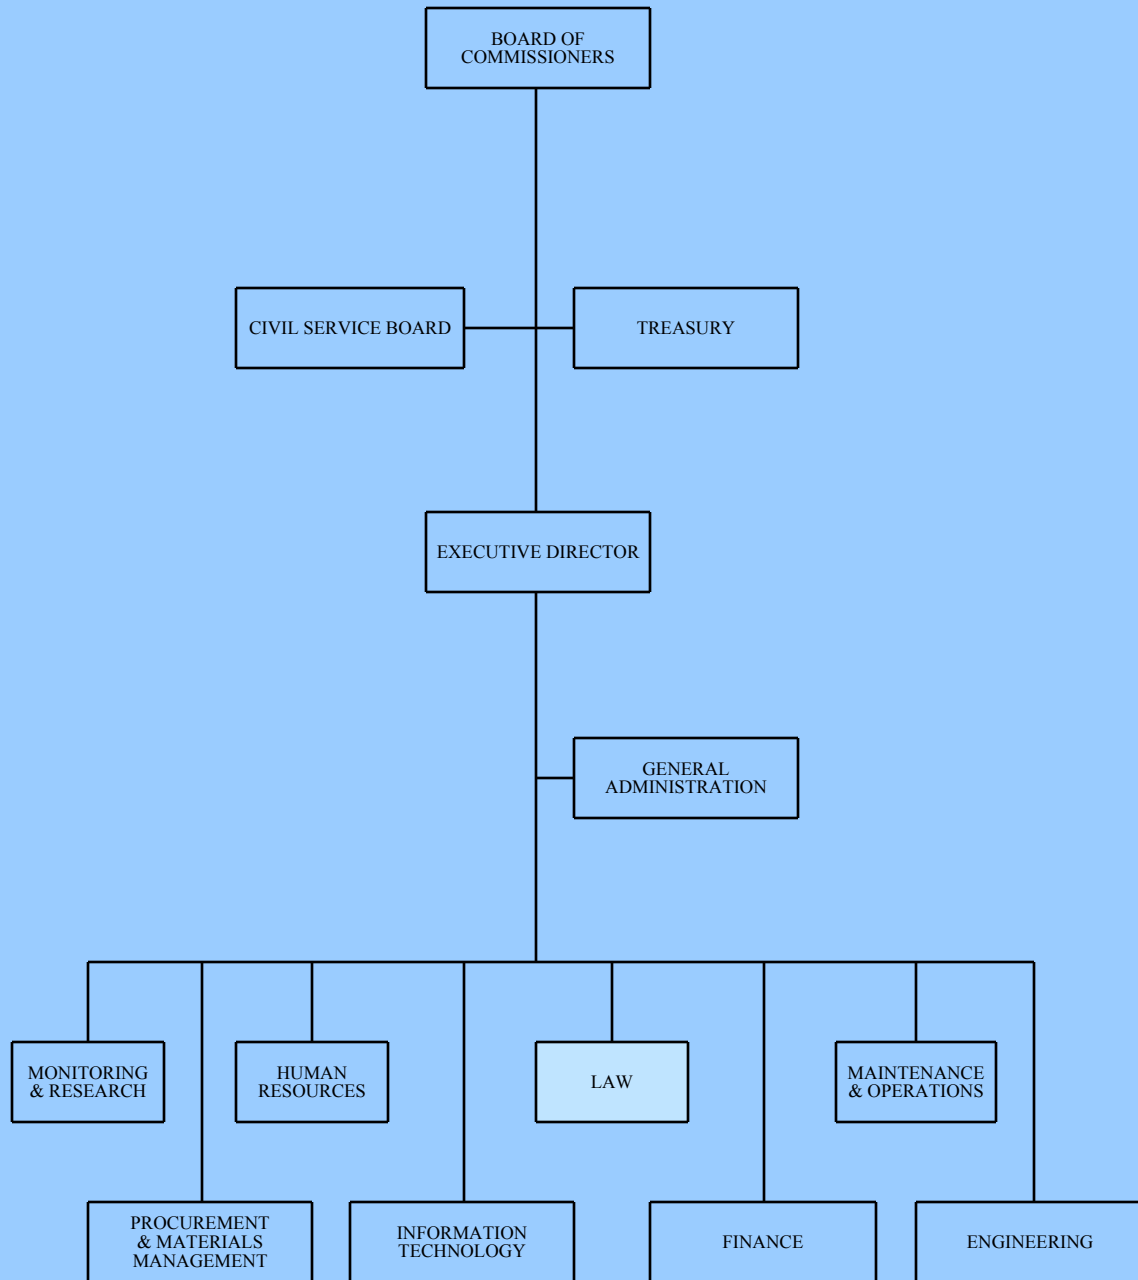 BOARD OF
COMMISSIONERS
CIVIL SERVICE BOARD
TREASURY
EXECUTIVE DIRECTOR
GENERAL
ADMINISTRATION
MONITORING
& RESEARCH
HUMAN
RESOURCES
LAW
MAINTENANCE
& OPERATIONS
PROCUREMENT
& MATERIALS
MANAGEMENT
INFORMATION
TECHNOLOGY
FINANCE
ENGINEERING